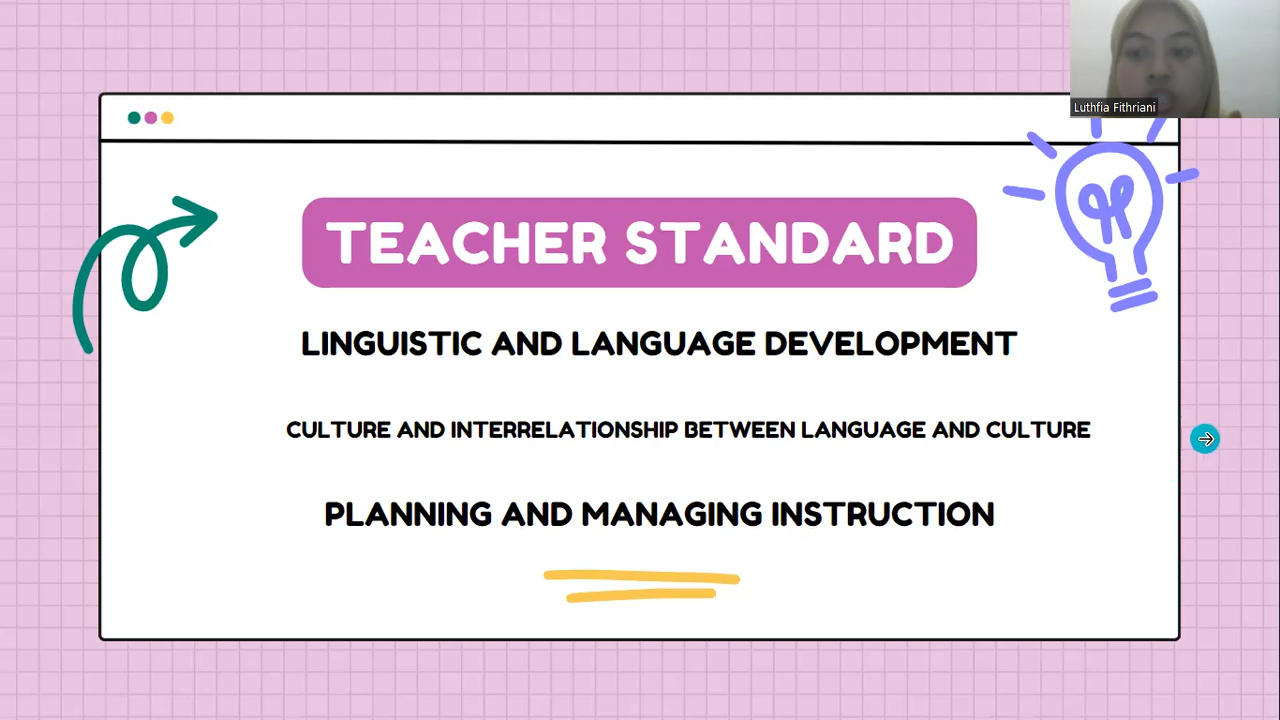 Luthfia Fithriani
TEACHER STANDARD
LINGUISTIC AND LANGUAGE DEVELOPMENT
CULTURE AND INTERRELATIONSHIP BETWEEN LANGUAGE AND CULTURE
PLANNING AND MANAGING INSTRUCTION